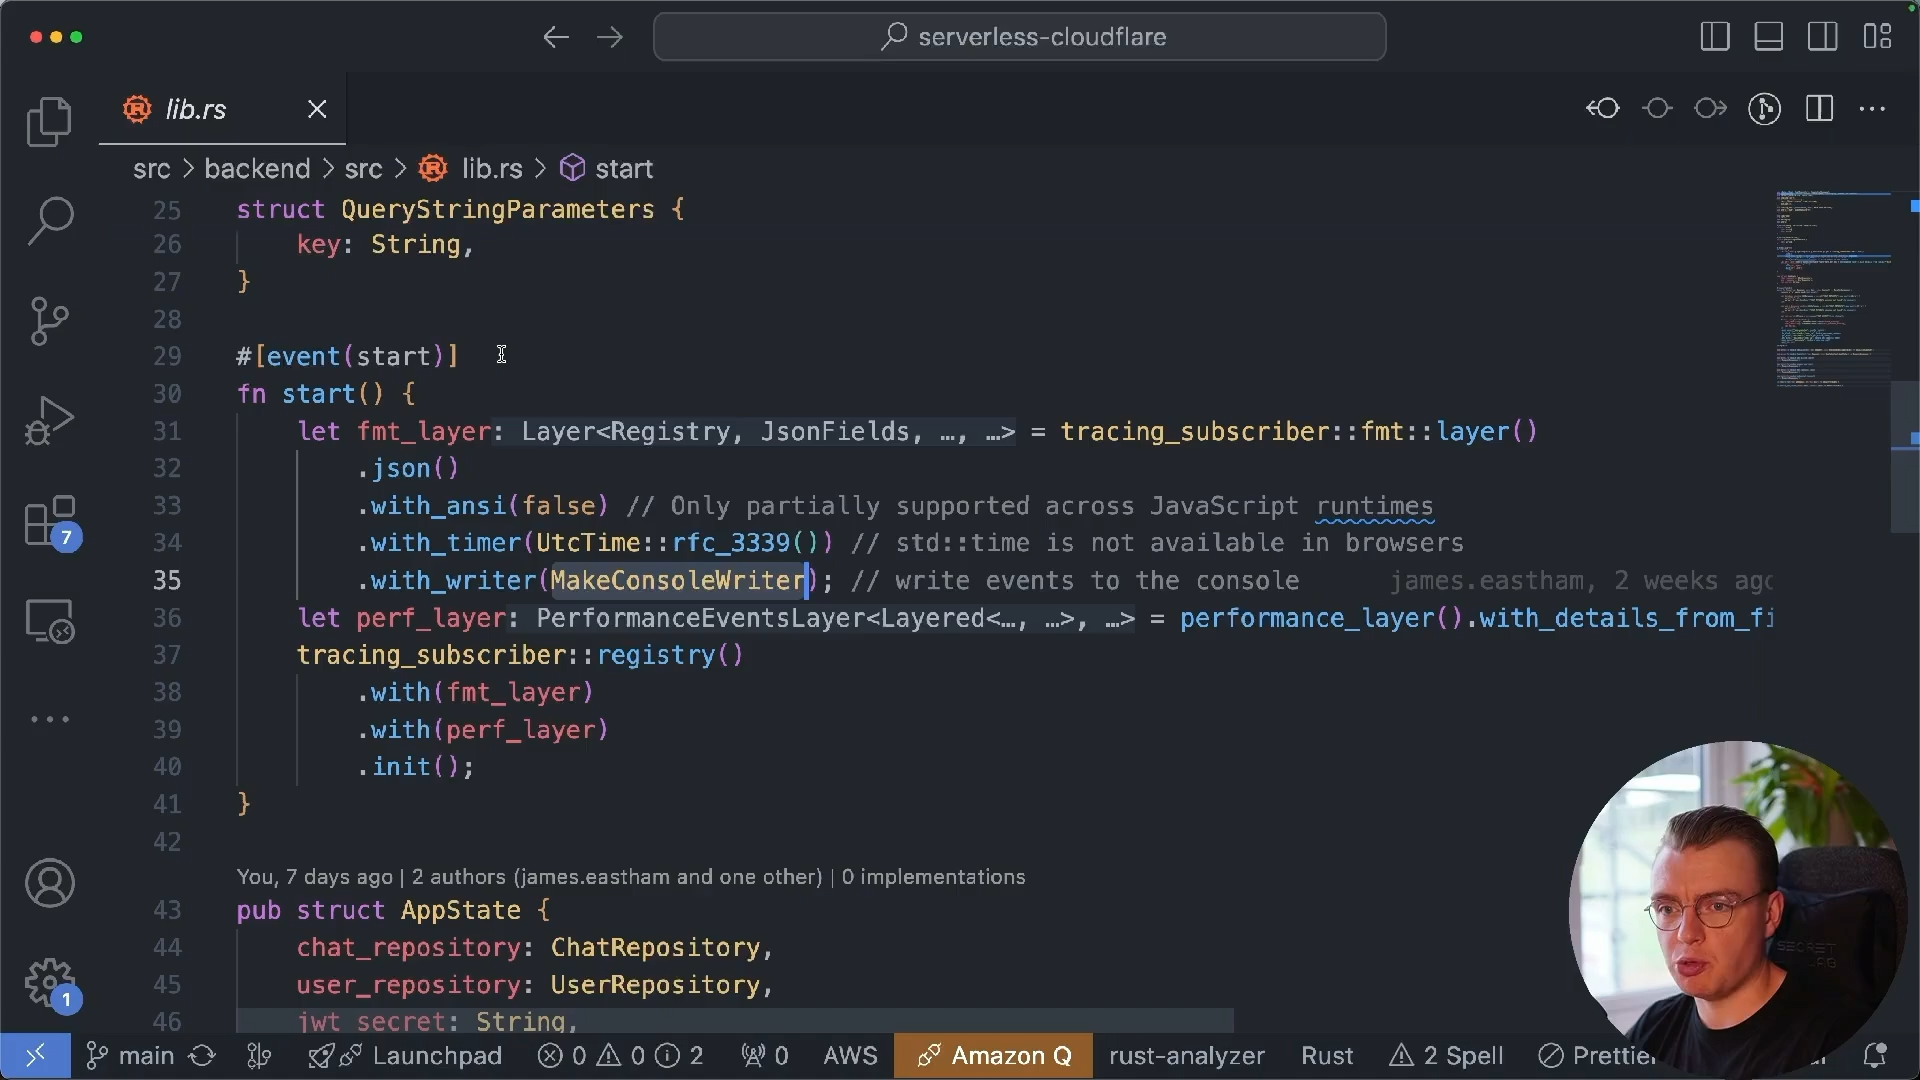 serverless-cloudflare
lib.rs
src > backend > src > lib.rs > start
25 struct QueryStringParameters {
26 key: String,
27 }
28
29 #[event(start)]
30 fn start() {
31 let fmt_layer: Layer<Registry, JsonFields, …, …> = tracing_subscriber::fmt::layer()
32 .json()
33 .with_ansi(false) // Only partially supported across JavaScript runtimes
34 .with_timer(UtcTime::rfc_3339()) // std::time is not available in browsers
35 .with_writer(MakeConsoleWriter); // write events to the console james.eastham, 2 weeks ago
36 let perf_layer: PerformanceEventsLayer<Layered<…, …>, …> = performance_layer().with_details_from_fi
37 tracing_subscriber::registry()
38 .with(fmt_layer)
39 .with(perf_layer)
40 .init();
41 }
42
You, 7 days ago | 2 authors (james.eastham and one other) | 0 implementations
43 pub struct AppState {
44 chat_repository: ChatRepository,
45 user_repository: UserRepository,
46 jwt_secret: String,
7
1
SECRET
main Launchpad 0 0 2 0 AWS Amazon Q rust-analyzer Rust 2 Spell Prettier